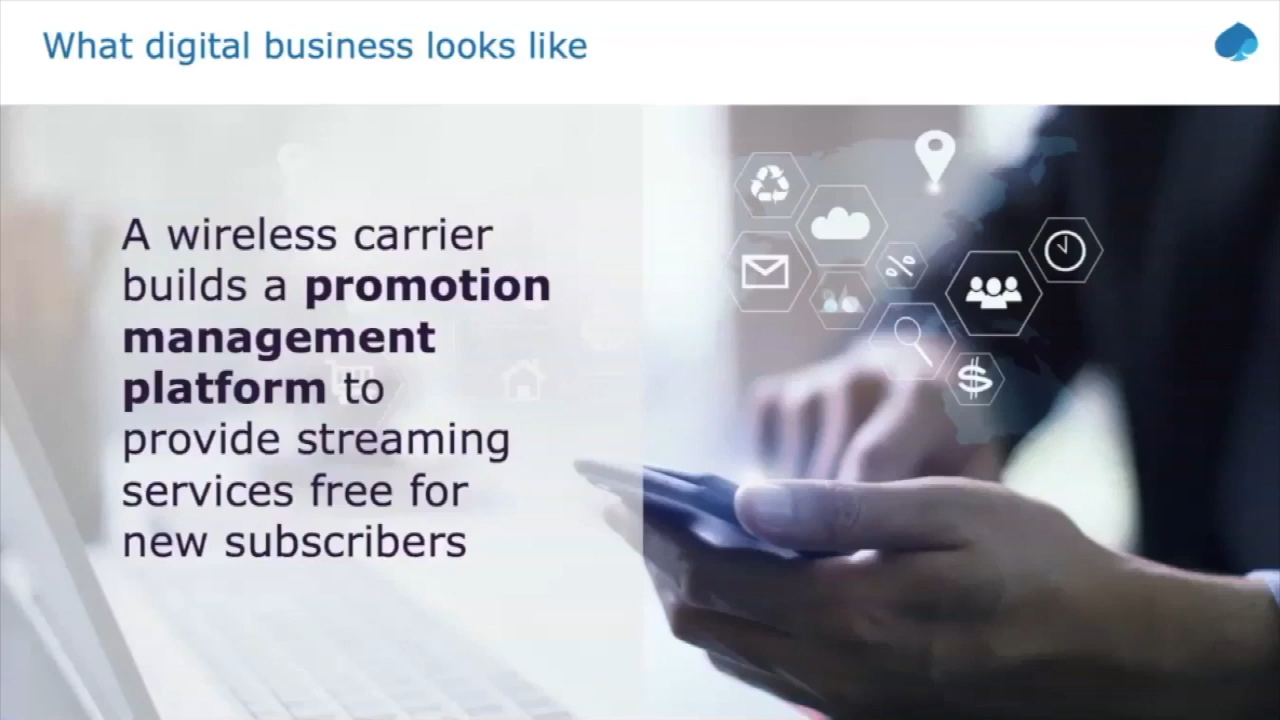 What digital business looks like
A wireless carrier
builds a promotion
management
platform to
provide streaming
services free for
new subscribers